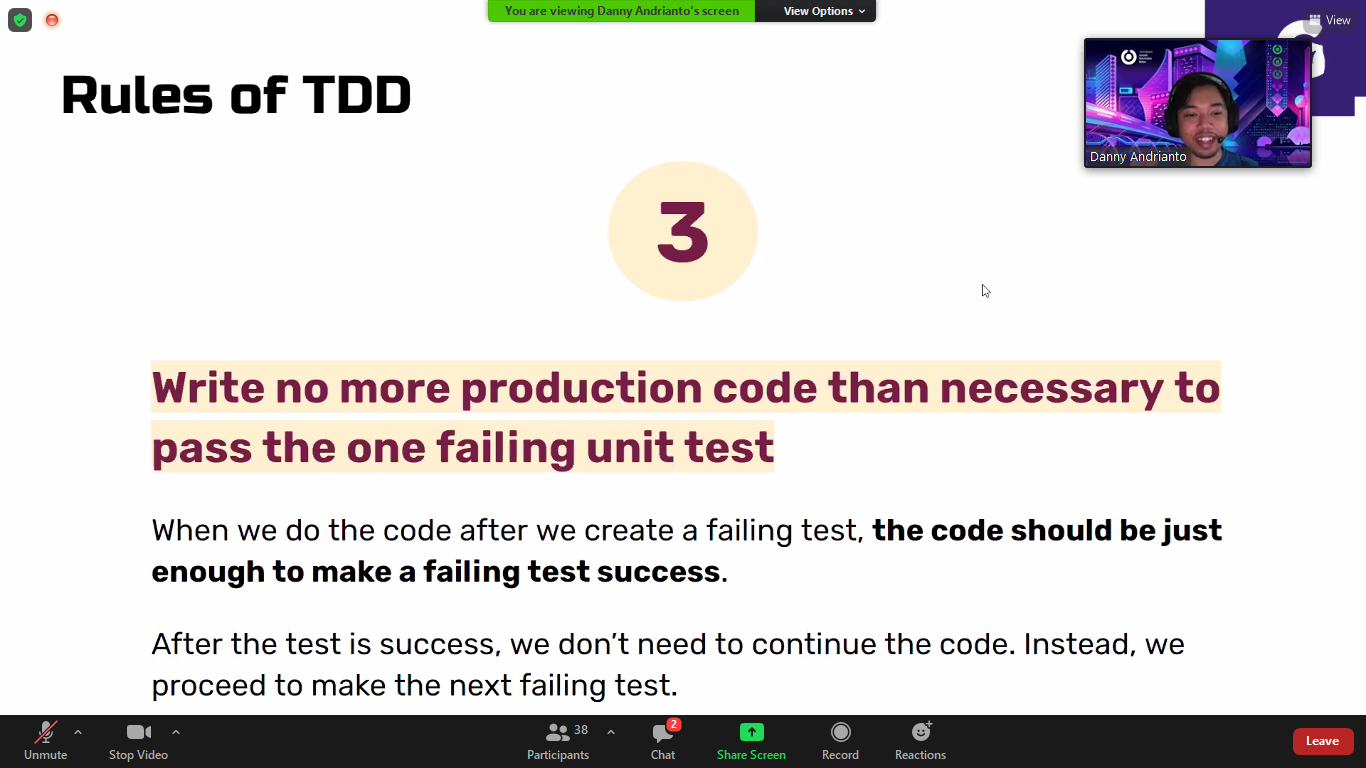 You are viewing Danny Andrianto's screen
View Options
View
Rules of TDD
Danny Andrianto
3
Write no more production code than necessary to
pass the one failing unit test
When we do the code after we create a failing test, the code should be just
enough to make a failing test success.
After the test is success, we don’t need to continue the code. Instead, we
proceed to make the next failing test.
Unmute
Stop Video
Participants
38
Chat
2
Share Screen
Record
Reactions
Leave